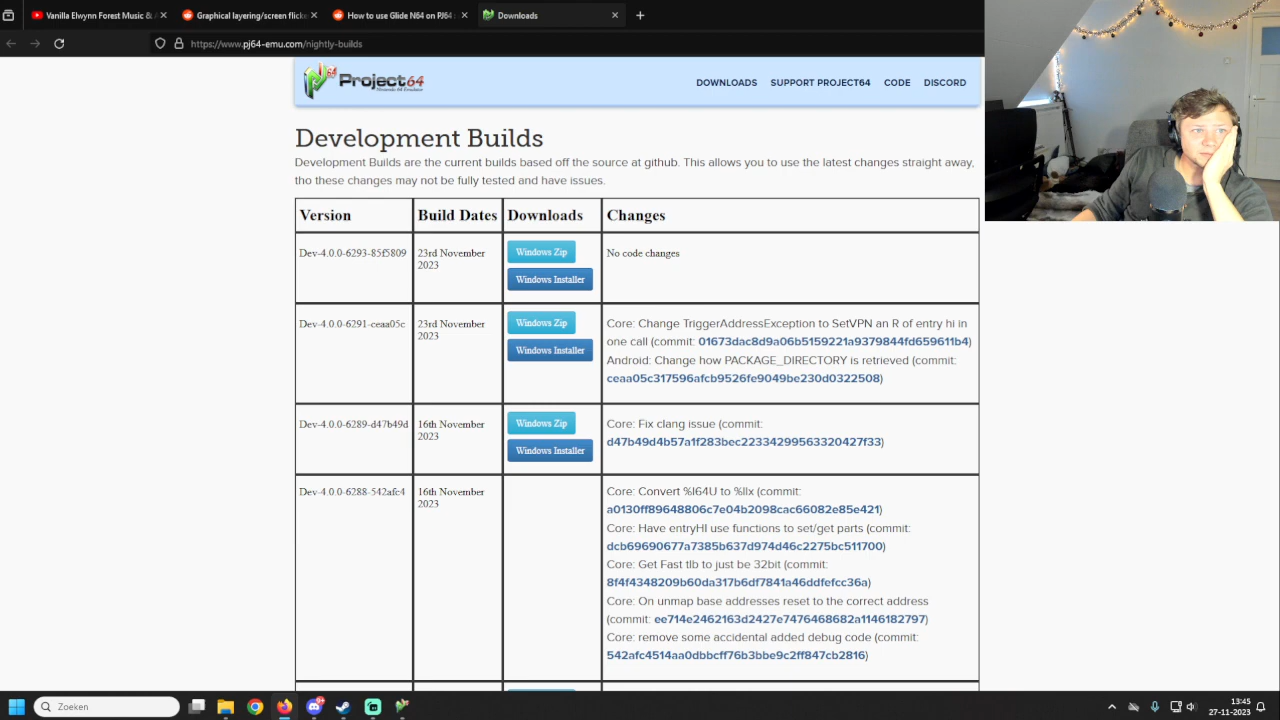 Vanilla Elwynn Forest Music & A
Graphical layering/screen flicke
How to use Glide N64 on PJ64
Downloads
https://www.pj64-emu.com/nightly-builds
64
Project64
DOWNLOADS
SUPPORT PROJECT64
CODE
DISCORD
Development Builds
Development Builds are the current builds based off the source at github. This allows you to use the latest changes straight away,
tho these changes may not be fully tested and have issues.
Version
Build Dates
Downloads
Changes
Dev-4.0.0-6293-85f5809
23rd November
2023
Windows Zip
Windows Installer
No code changes
Dev-4.0.0-6291-ceaa05c
23rd November
2023
Windows Zip
Windows Installer
Core: Change TriggerAddressException to SetVPN an R of entry hi in
one call (commit: 01673dac8d9a06b5159221a9379844fd659611b4)
Android: Change how PACKAGE_DIRECTORY is retrieved (commit:
ceaa05c317596afcb9526fe9049be230d0322508)
Dev-4.0.0-6289-d47b49d
16th November
2023
Windows Zip
Windows Installer
Core: Fix clang issue (commit:
d47b49d4b57a1f283bec22334299563320427f33)
Dev-4.0.0-6288-542afc4
16th November
2023
Core: Convert %I64U to %llx (commit:
a0130ff89648806c7e04b2098cac66082e85e421)
Core: Have entryHI use functions to set/get parts (commit:
dcb69690677a7385b637d974d46c2275bc511700)
Core: Get Fast tlb to just be 32bit (commit:
8f4f4348209b60da317b6df7841a46ddfefcc36a)
Core: On unmap base addresses reset to the correct address
(commit: ee714e2462163d2427e7476468682a1146182797)
Core: remove some accidental added debug code (commit:
542afc4514aa0dbbcff76b3bbe9c2ff847cb2816)
Zoeken
13:45
27-11-2023